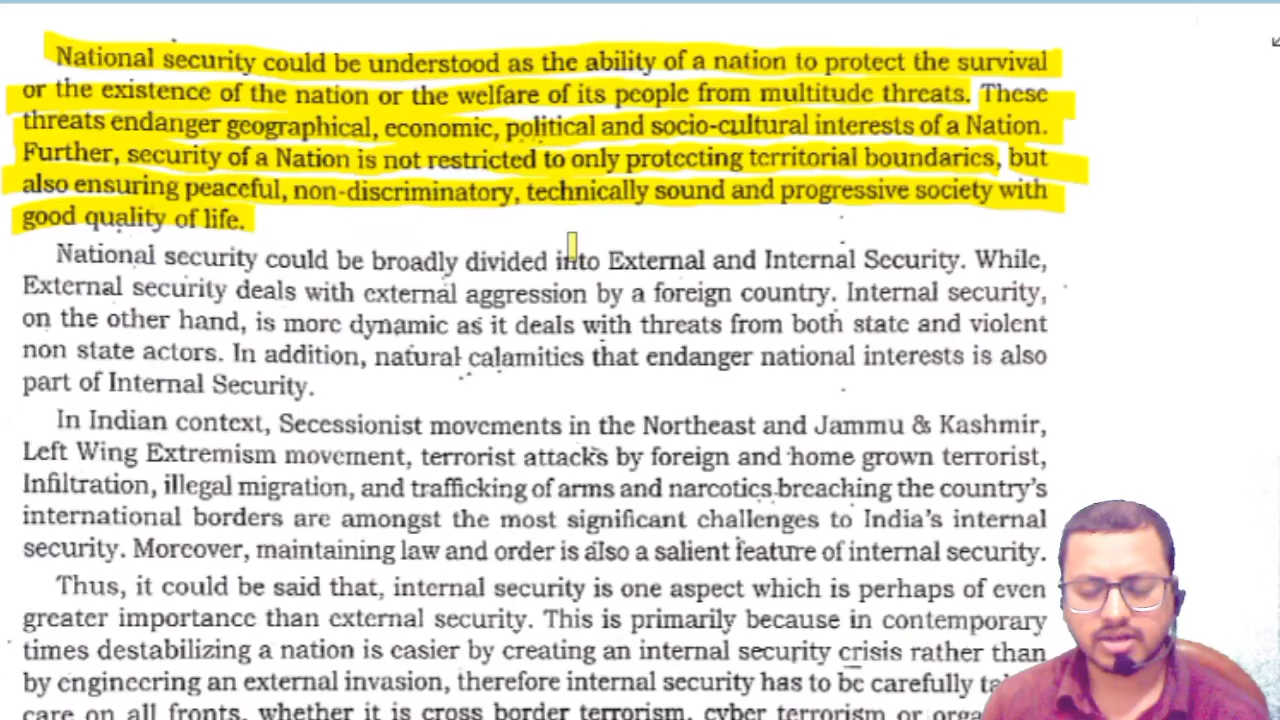 National security could be understood as the ability of a nation to protect the survival
or the existence of the nation or the welfare of its people from multitude threats. These
threats endanger geographical, economic, political and socio-cultural interests of a Nation.
Further, security of a Nation is not restricted to only protecting territorial boundaries, but
also ensuring peaceful, non-discriminatory, technically sound and progressive society with
good quality of life.
National security could be broadly divided into External and Internal Security. While,
External security deals with external aggression by a foreign country. Internal security,
on the other hand, is more dynamic as it deals with threats from both state and violent
non state actors. In addition, natural calamities that endanger national interests is also
part of Internal Security.
In Indian context, Secessionist movements in the Northeast and Jammu & Kashmir,
Left Wing Extremism movement, terrorist attacks by foreign and home grown terrorist,
Infiltration, illegal migration, and trafficking of arms and narcotics breaching the country's
international borders are amongst the most significant challenges to India's internal
security. Moreover, maintaining law and order is also a salient feature of internal security.
Thus, it could be said that, internal security is one aspect which is perhaps of even
greater importance than external security. This is primarily because in contemporary
times destabilizing a nation is easier by creating an internal security crisis rather than
by engineering an external invasion, therefore internal security has to be carefully
care on all fronts, whether it is cross border terrorism, cyber terrorism or